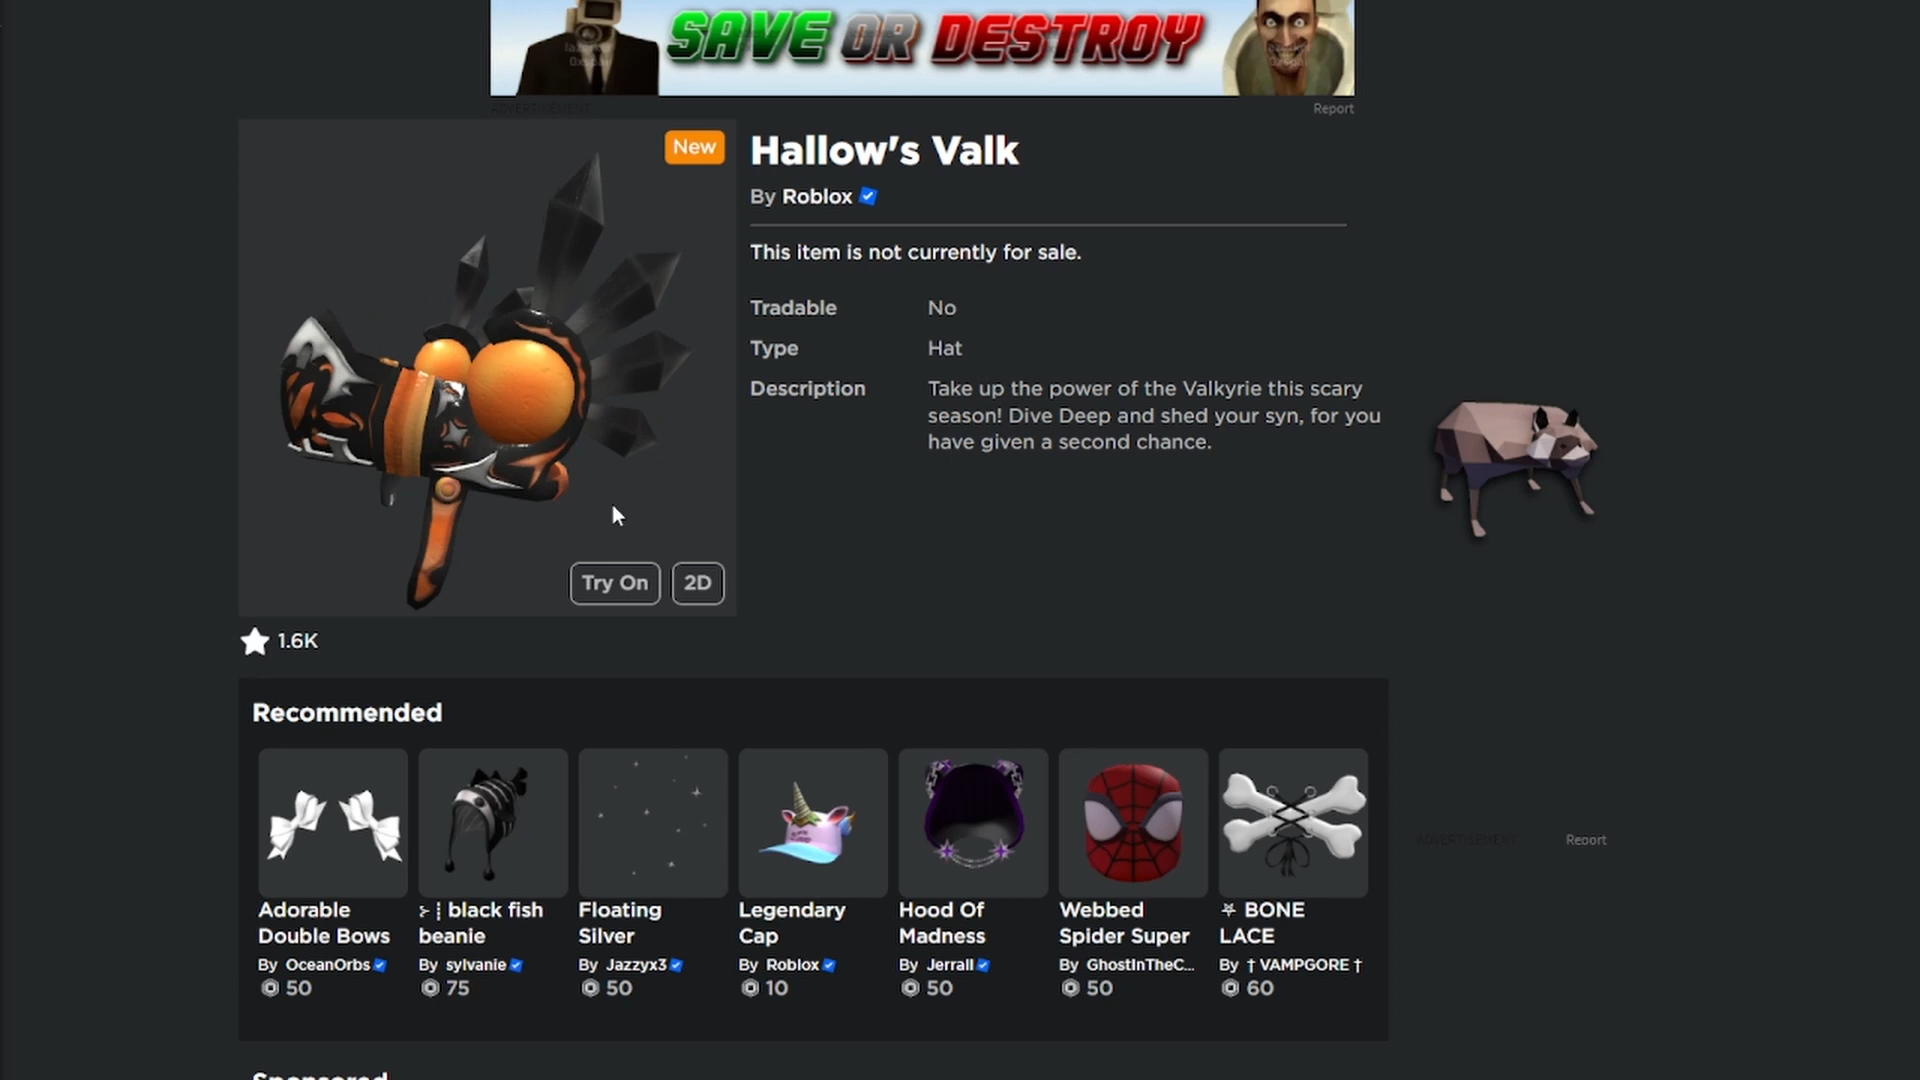 SAVE OR DESTROY
ADVERTISEMENT
Report
New
Hallow's Valk
By Roblox
This item is not currently for sale.
Tradable No
Type Hat
Description Take up the power of the Valkyrie this scary
season! Dive Deep and shed your syn, for you
have given a second chance.
Try On
2D
1.6K
Recommended
ADVERTISEMENT
Report
Adorable
Double Bows
By OceanOrbs
50
black fish
beanie
By sylvanie
75
Floating
Silver
By Jazzyx3
50
Legendary
Cap
By Roblox
10
Hood Of
Madness
By Jerrall
50
Webbed
Spider Super
By GhostInTheC...
50
BONE
LACE
By † VAMPGORE †
60
Sponsored